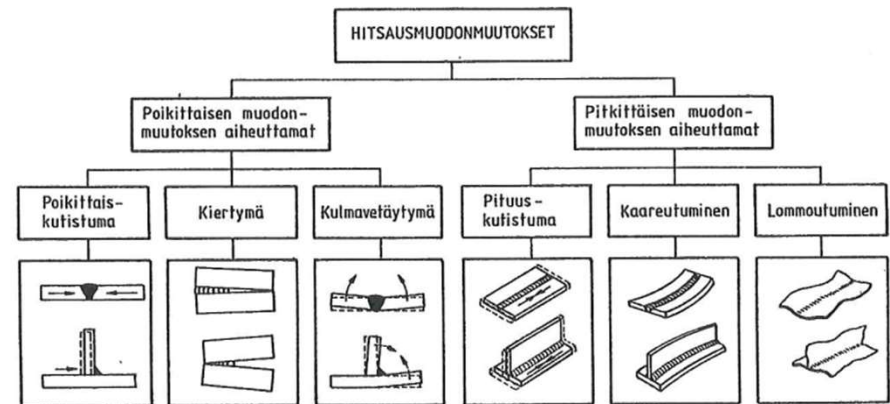 HITSAUSMUODONMUUTOKSET
Poikittaisen muodon-
muutoksen aiheuttamat
Pitkittäisen muodon-
muutoksen aiheuttamat
Poikittais-
kutistuma
Kiertymä
Kulmavetäytymä
Pituus-
kutistuma
Kaareutuminen
Lommoutuminen